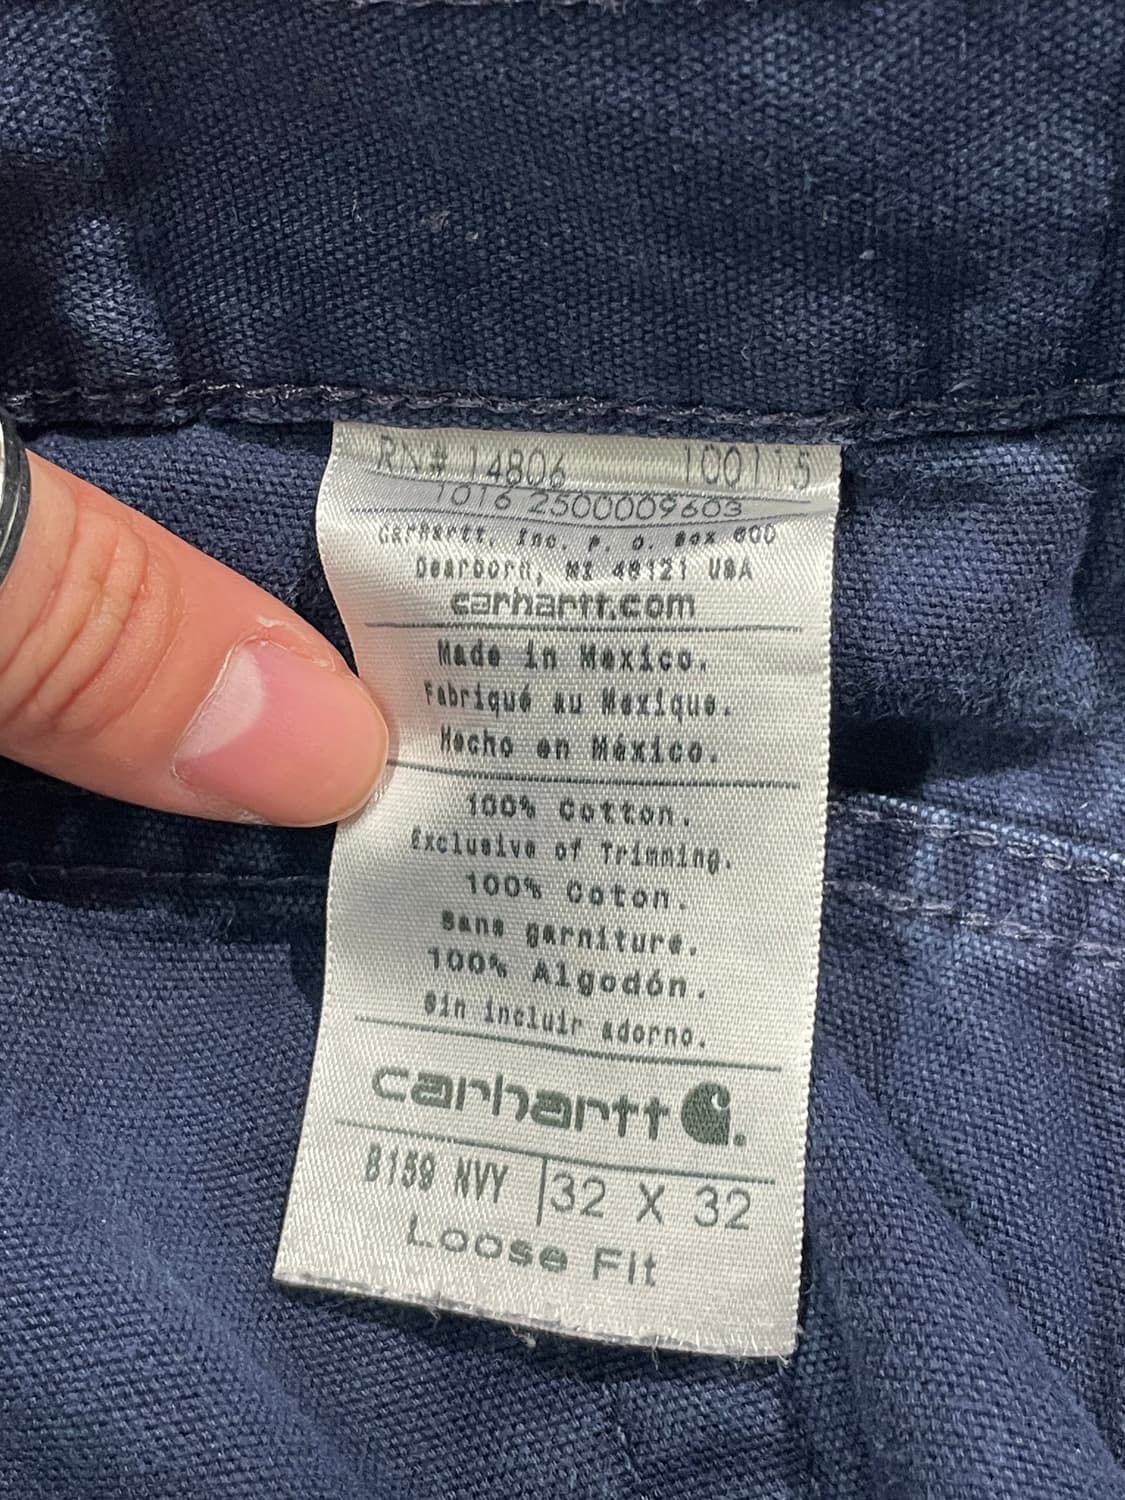 RN# 14806 100115
1016 2500009603
Carhartt, Inc. P. O. Box 600
Dearborn, MI 48121 USA
carhartt.com
Made in Mexico.
Fabriqué au Mexique.
Hecho en México.
100% Cotton.
Exclusive of Trimming.
100% Coton.
Sans garniture.
100% Algodón.
Sin incluir adorno.
carhartt
B159 NVY 32 X 32
Loose Fit